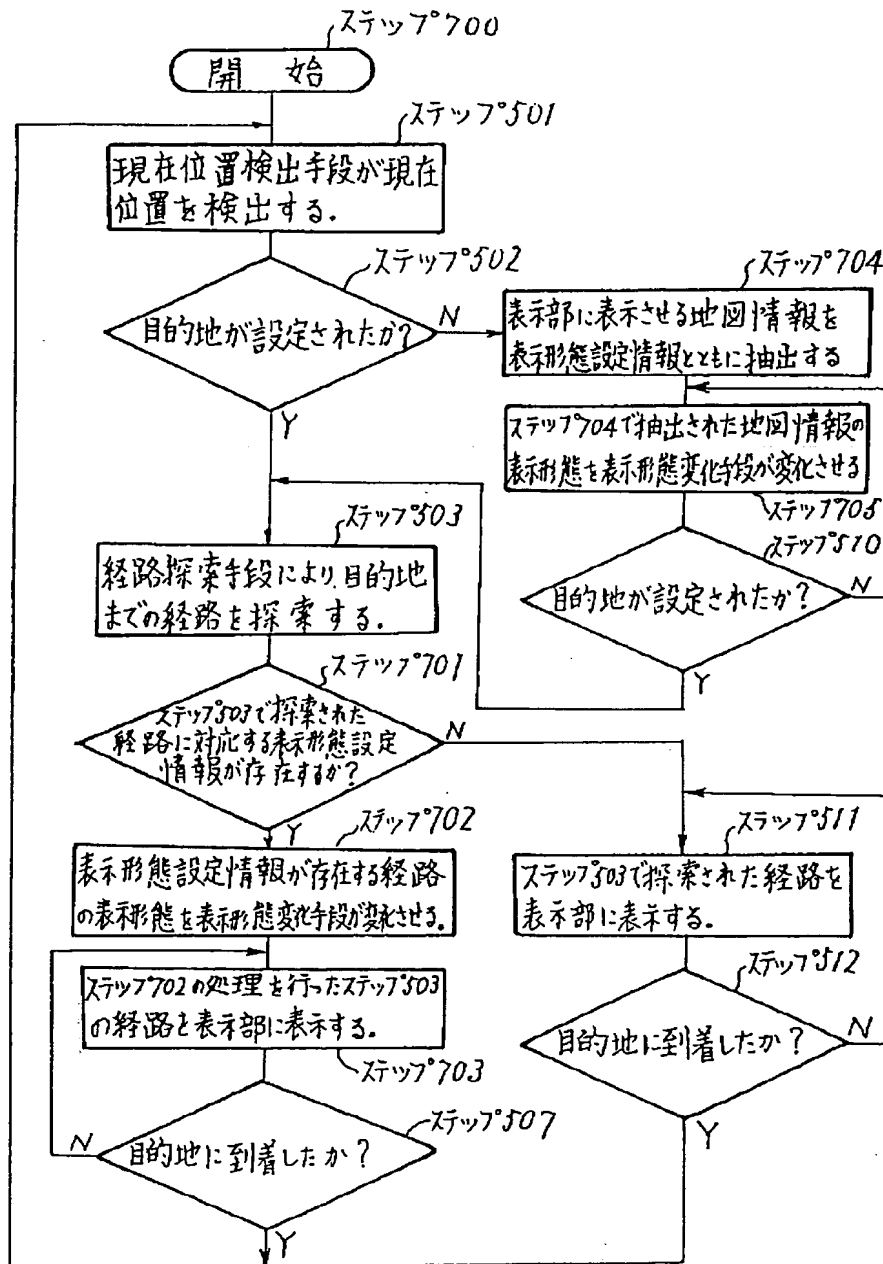 ステップ700
開 始
ステップ501
現在位置検出手段が現在
位置を検出する.
ステップ502
目的地が設定されたか?
N
Y
ステップ704
表示部に表示させる地図情報を
表示形態設定情報とともに抽出する
ステップ704で抽出された地図情報の
表示形態を表示形態変化手段が変化させる
ステップ705
ステップ510
目的地が設定されたか?
N
Y
ステップ503
経路探索手段により,目的地
までの経路を探索する.
ステップ701
ステップ503で探索された
経路に対応する表示形態設定
情報が存在するか?
N
Y
ステップ702
表示形態設定情報が存在する経路
の表示形態を表示形態変化手段が変化させる.
ステップ702の処理を行ったステップ503
の経路を表示部に表示する.
ステップ703
ステップ507
目的地に到着したか?
N
Y
ステップ511
ステップ503で探索された経路を
表示部に表示する.
ステップ512
目的地に到着したか?
N
Y